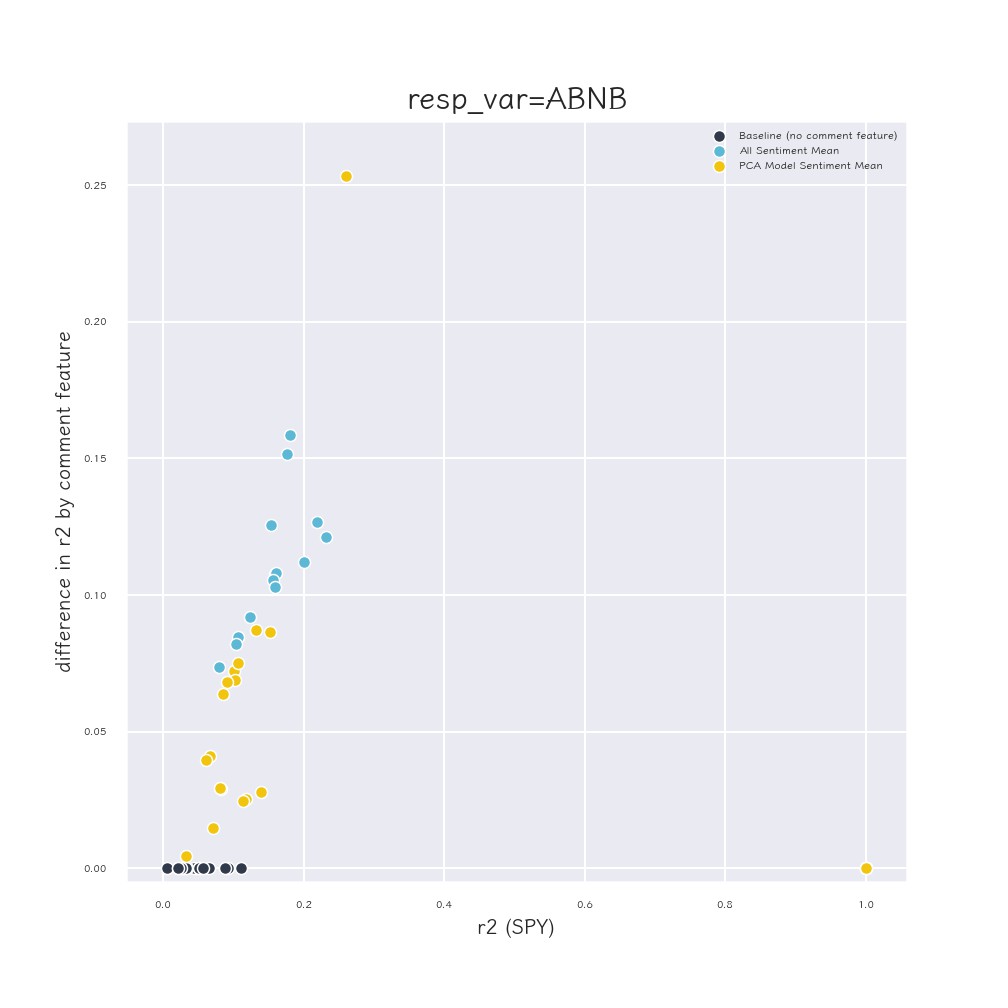 resp_var=ABNB
Baseline (no comment feature)
All Sentiment Mean
PCA Model Sentiment Mean
difference in r2 by comment feature
0.25
0.20
0.15
0.10
0.05
0.00
0.0 0.2 0.4 0.6 0.8 1.0
r2 (SPY)